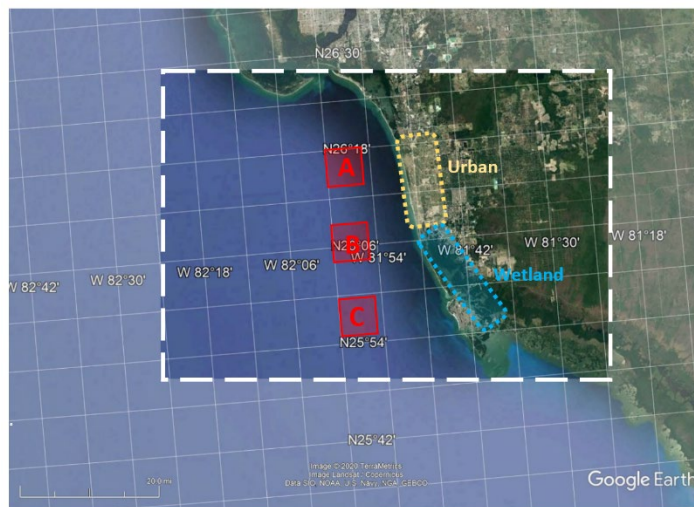 N26°30'
N26°18'
A
Urban
W 81°18'
W 81°30'
W 81°42'
B
N26°06'
W 81°54'
W 82°06'
W 82°18'
W 82°30'
W 82°42'
Wetland
C
N25°54'
N25°42'
Image © 2020 TerraMetrics
Image Landsat / Copernicus
Data SIO, NOAA, U.S. Navy, NGA, GEBCO
Google Earth